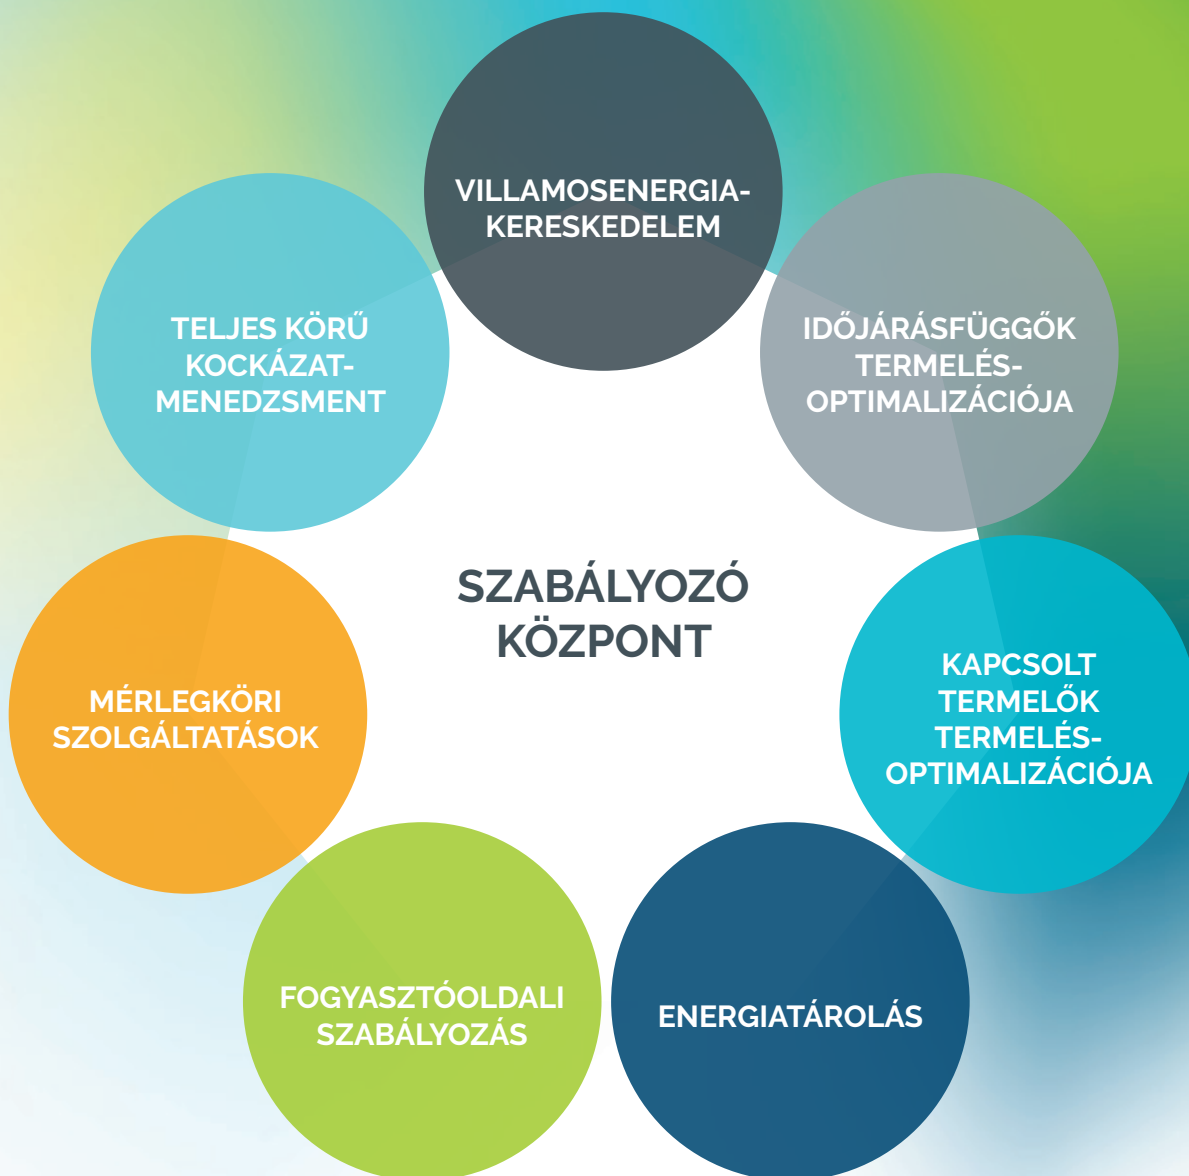 VILLAMOSENERGIA-
KERESKEDELEM
TELJES KÖRŰ
KOCKÁZAT-
MENEDZSMENT
IDŐJÁRÁSFÜGGŐK
TERMELÉS-
OPTIMALIZÁCIÓJA
SZABÁLYOZÓ
KÖZPONT
MÉRLEGKÖRI
SZOLGÁLTATÁSOK
KAPCSOLT
TERMELŐK
TERMELÉS-
OPTIMALIZÁCIÓJA
FOGYASZTÓOLDALI
SZABÁLYOZÁS
ENERGIATÁROLÁS